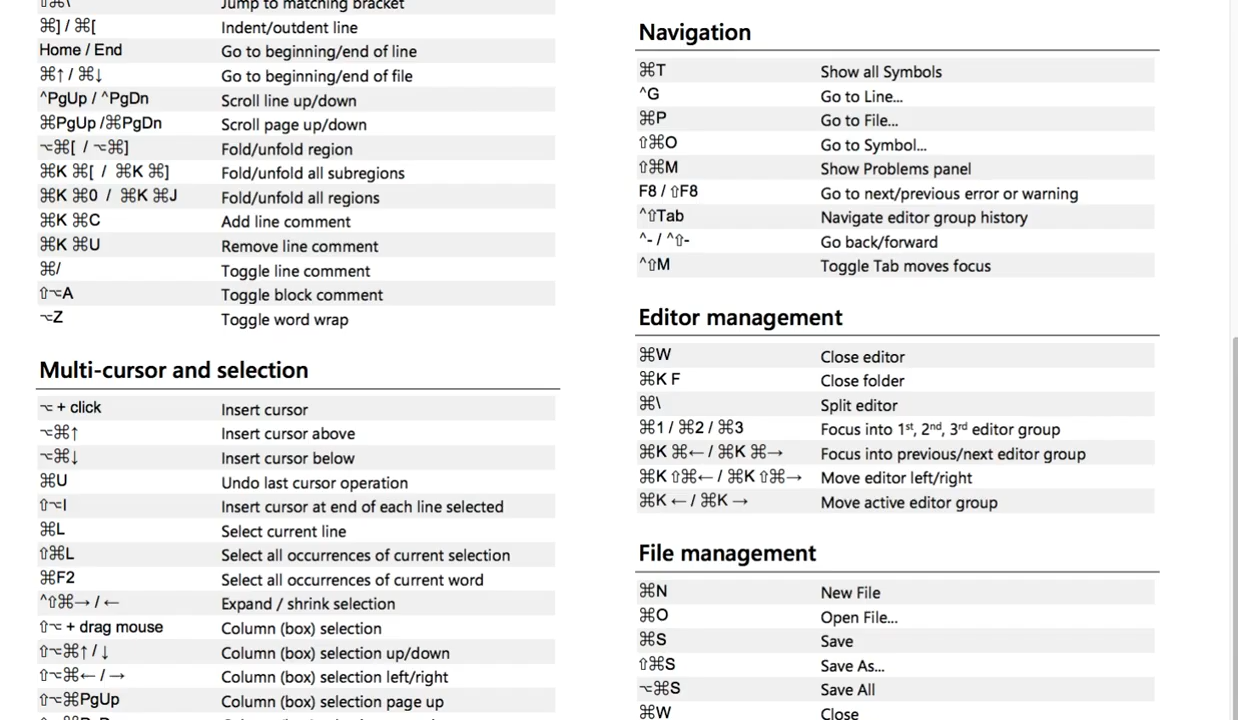 ⇧⌘\ Jump to matching bracket
⌘] / ⌘[ Indent/outdent line
Home / End Go to beginning/end of line
⌘↑ / ⌘↓ Go to beginning/end of file
^PgUp / ^PgDn Scroll line up/down
⌘PgUp /⌘PgDn Scroll page up/down
⌥⌘[ / ⌥⌘] Fold/unfold region
⌘K ⌘[ / ⌘K ⌘] Fold/unfold all subregions
⌘K ⌘0 / ⌘K ⌘J Fold/unfold all regions
⌘K ⌘C Add line comment
⌘K ⌘U Remove line comment
⌘/ Toggle line comment
⇧⌥A Toggle block comment
⌥Z Toggle word wrap
Multi-cursor and selection
⌥ + click Insert cursor
⌥⌘↑ Insert cursor above
⌥⌘↓ Insert cursor below
⌘U Undo last cursor operation
⇧⌥I Insert cursor at end of each line selected
⌘L Select current line
⇧⌘L Select all occurrences of current selection
⌘F2 Select all occurrences of current word
^⇧⌘→ / ← Expand / shrink selection
⇧⌥ + drag mouse Column (box) selection
⇧⌥⌘↑ / ↓ Column (box) selection up/down
⇧⌥⌘← / → Column (box) selection left/right
⇧⌥⌘PgUp Column (box) selection page up
Navigation
⌘T Show all Symbols
^G Go to Line...
⌘P Go to File...
⇧⌘O Go to Symbol...
⇧⌘M Show Problems panel
F8 / ⇧F8 Go to next/previous error or warning
^⇧Tab Navigate editor group history
^- / ^⇧- Go back/forward
^⇧M Toggle Tab moves focus
Editor management
⌘W Close editor
⌘K F Close folder
⌘\ Split editor
⌘1 / ⌘2 / ⌘3 Focus into 1st, 2nd, 3rd editor group
⌘K ⌘← / ⌘K ⌘→ Focus into previous/next editor group
⌘K ⇧⌘← / ⌘K ⇧⌘→ Move editor left/right
⌘K ← / ⌘K → Move active editor group
File management
⌘N New File
⌘O Open File...
⌘S Save
⇧⌘S Save As...
⌥⌘S Save All
⌘W Close